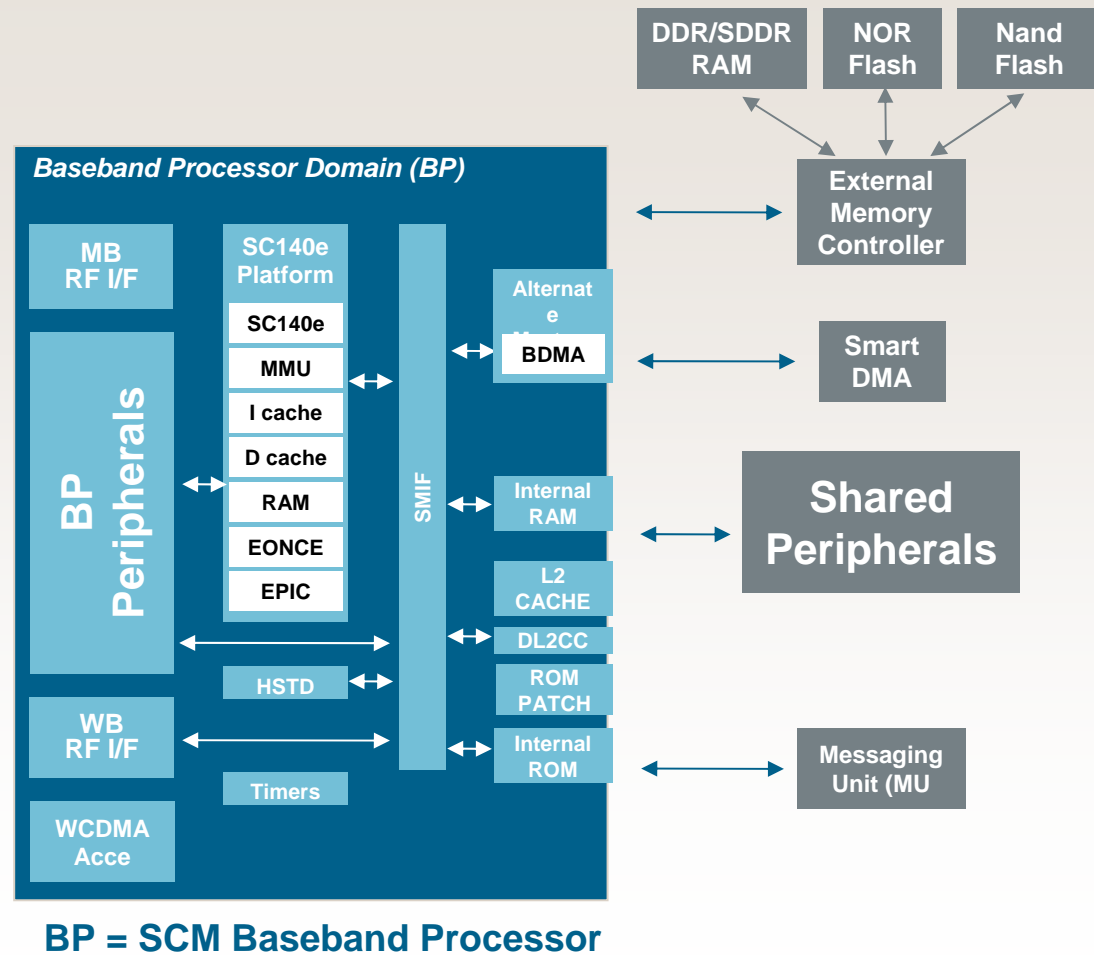 DDR/SDDR
RAM
NOR
Flash
Nand
Flash
Baseband Processor Domain (BP)
External
Memory
Controller
MB
RF I/F
SC140e
Platform
SC140e
MMU
I cache
D cache
RAM
EONCE
EPIC
BP
Peripherals
SMIF
Alternat
e
BDMA
Smart
DMA
Internal
RAM
Shared
Peripherals
L2
CACHE
DL2CC
ROM
PATCH
HSTD
WB
RF I/F
Internal
ROM
Timers
Messaging
Unit (MU
WCDMA
Acce
BP = SCM Baseband Processor